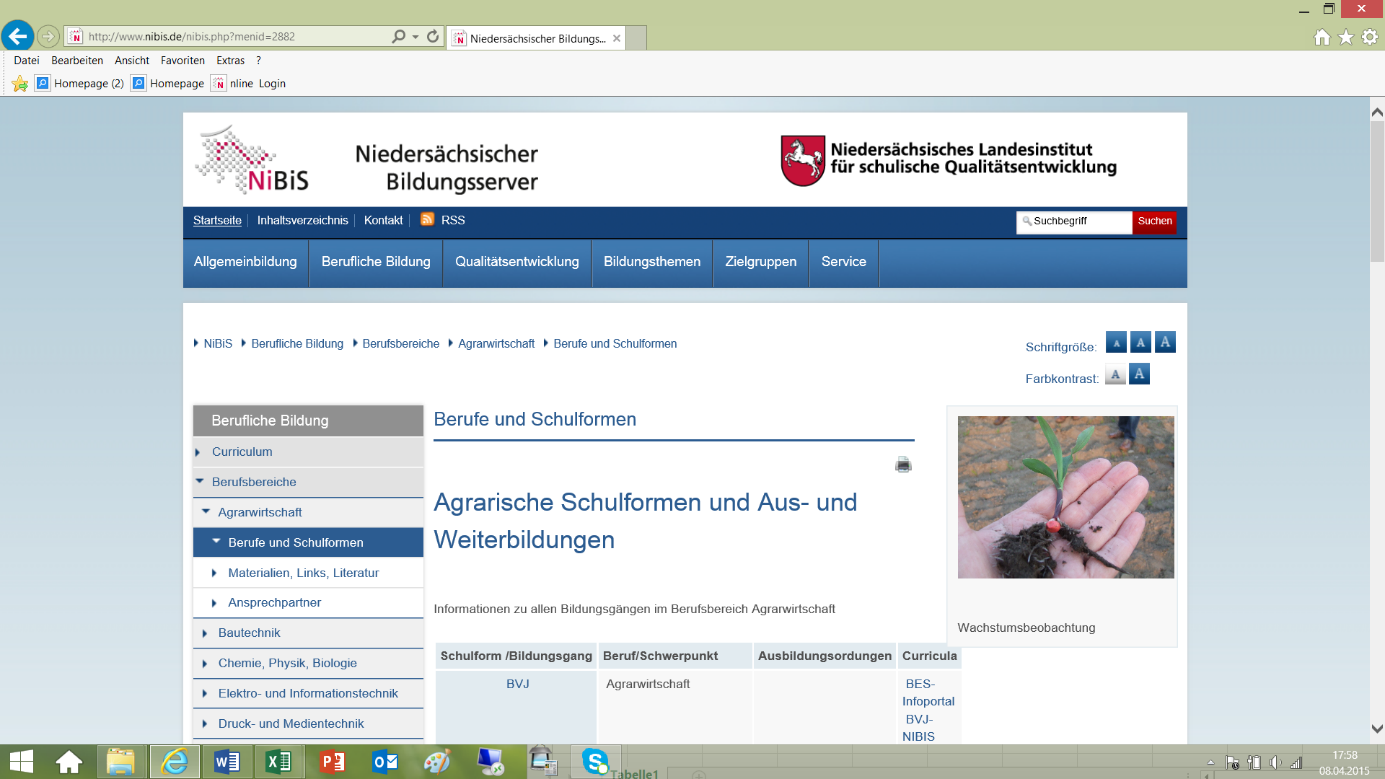 http://www.nibis.de/nibis.php?menid=2882
Niedersächsischer Bildungs...
Datei Bearbeiten Ansicht Favoriten Extras ?
Homepage (2) Homepage nline Login
NiBiS
Niedersächsischer
Bildungsserver
Niedersächsisches Landesinstitut
für schulische Qualitätsentwicklung
Startseite Inhaltsverzeichnis Kontakt RSS
Suchbegriff Suchen
Allgemeinbildung Berufliche Bildung Qualitätsentwicklung Bildungsthemen Zielgruppen Service
NiBiS Berufliche Bildung Berufsbereiche Agrarwirtschaft Berufe und Schulformen
Schriftgröße: A A A
Farbkontrast: A A
Berufliche Bildung
Curriculum
Berufsbereiche
Agrarwirtschaft
Berufe und Schulformen
Materialien, Links, Literatur
Ansprechpartner
Bautechnik
Chemie, Physik, Biologie
Elektro- und Informationstechnik
Druck- und Medientechnik
Berufe und Schulformen
Agrarische Schulformen und Aus- und
Weiterbildungen
Informationen zu allen Bildungsgängen im Berufsbereich Agrarwirtschaft
Schulform /Bildungsgang Beruf/Schwerpunkt Ausbildungsordungen Curricula
BVJ Agrarwirtschaft BES-
Infoportal
BVJ-
NIBIS
Wachstumsbeobachtung
Tabelle1
17:58
08.04.2015